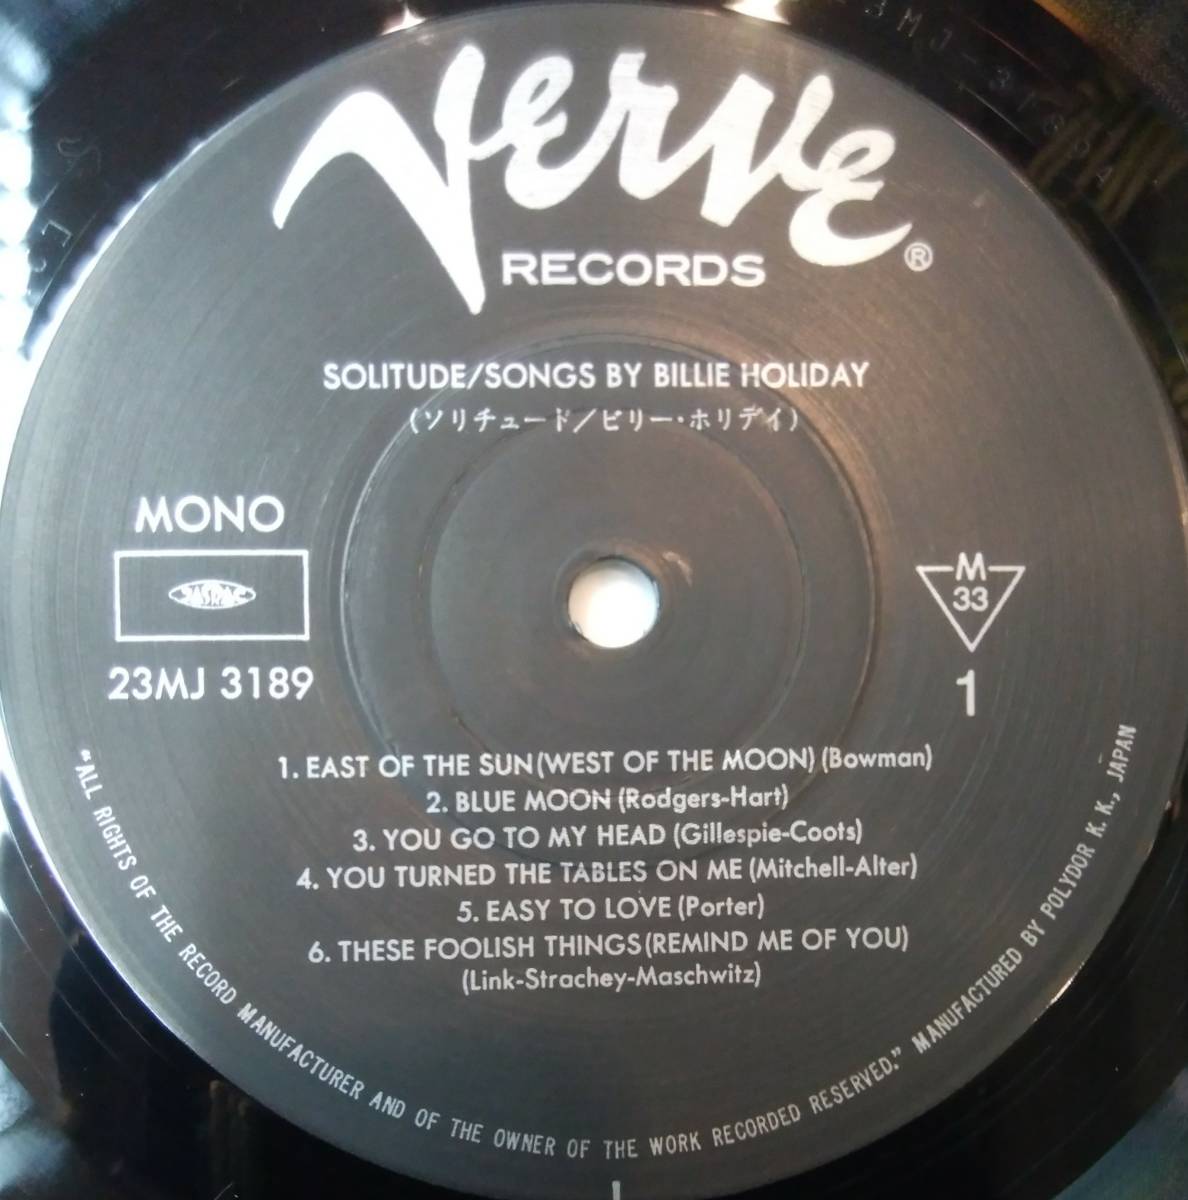 Verve
RECORDS ®
SOLITUDE/SONGS BY BILLIE HOLIDAY
(ソリチュード/ビリー・ホリデイ)
MONO
JASRAC
23MJ 3189
M
33
1
1. EAST OF THE SUN(WEST OF THE MOON) (Bowman)
2. BLUE MOON (Rodgers-Hart)
3. YOU GO TO MY HEAD (Gillespie-Coots)
4. YOU TURNED THE TABLES ON ME (Mitchell-Alter)
5. EASY TO LOVE (Porter)
6. THESE FOOLISH THINGS(REMIND ME OF YOU)
(Link-Strachey-Maschwitz)
"ALL RIGHTS OF THE RECORD MANUFACTURER AND OF THE OWNER OF THE WORK RECORDED RESERVED." MANUFACTURED BY POLYDOR K. K., JAPAN